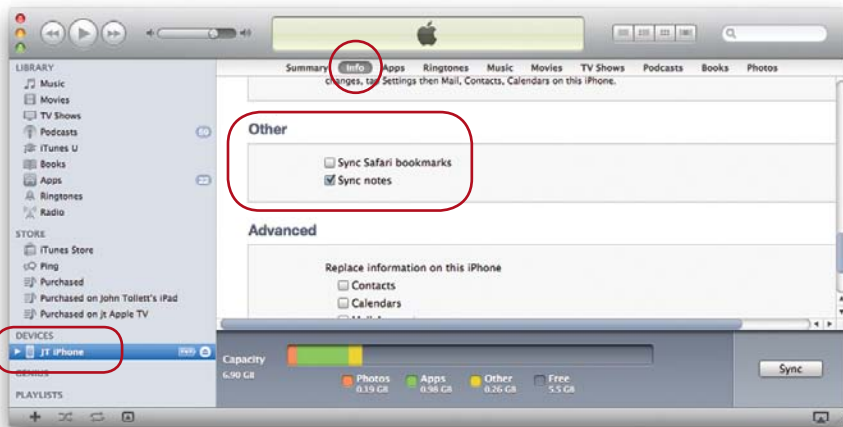 Summary Info Apps Ringtones Music Movies TV Shows Podcasts Books Photos
LIBRARY
Music
Movies
TV Shows
Podcasts
iTunes U
Books
Apps
Ringtones
Radio
STORE
iTunes Store
Ping
Purchased
Purchased on John Tollett's iPad
Purchased on jt Apple TV
DEVICES
JT iPhone
GENIUS
PLAYLISTS
changes, tap Settings then Mail, Contacts, Calendars on this iPhone.
Other
Sync Safari bookmarks
Sync notes
Advanced
Replace information on this iPhone
Contacts
Calendars
Capacity
6.90 GB
Photos
0.19 GB
Apps
0.98 GB
Other
0.26 GB
Free
5.5 GB
Sync